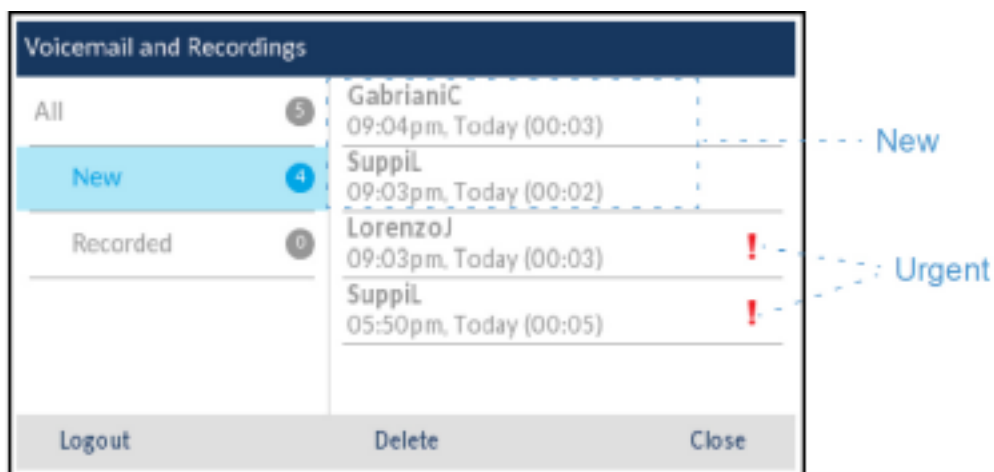 Voicemail and Recordings
All 5
New 4
Recorded 0
GabrianiC
09:04pm, Today (00:03)
SuppiL
09:03pm, Today (00:02)
LorenzoJ
09:03pm, Today (00:03) !
SuppiL
05:50pm, Today (00:05) !
New
Urgent
Logout Delete Close